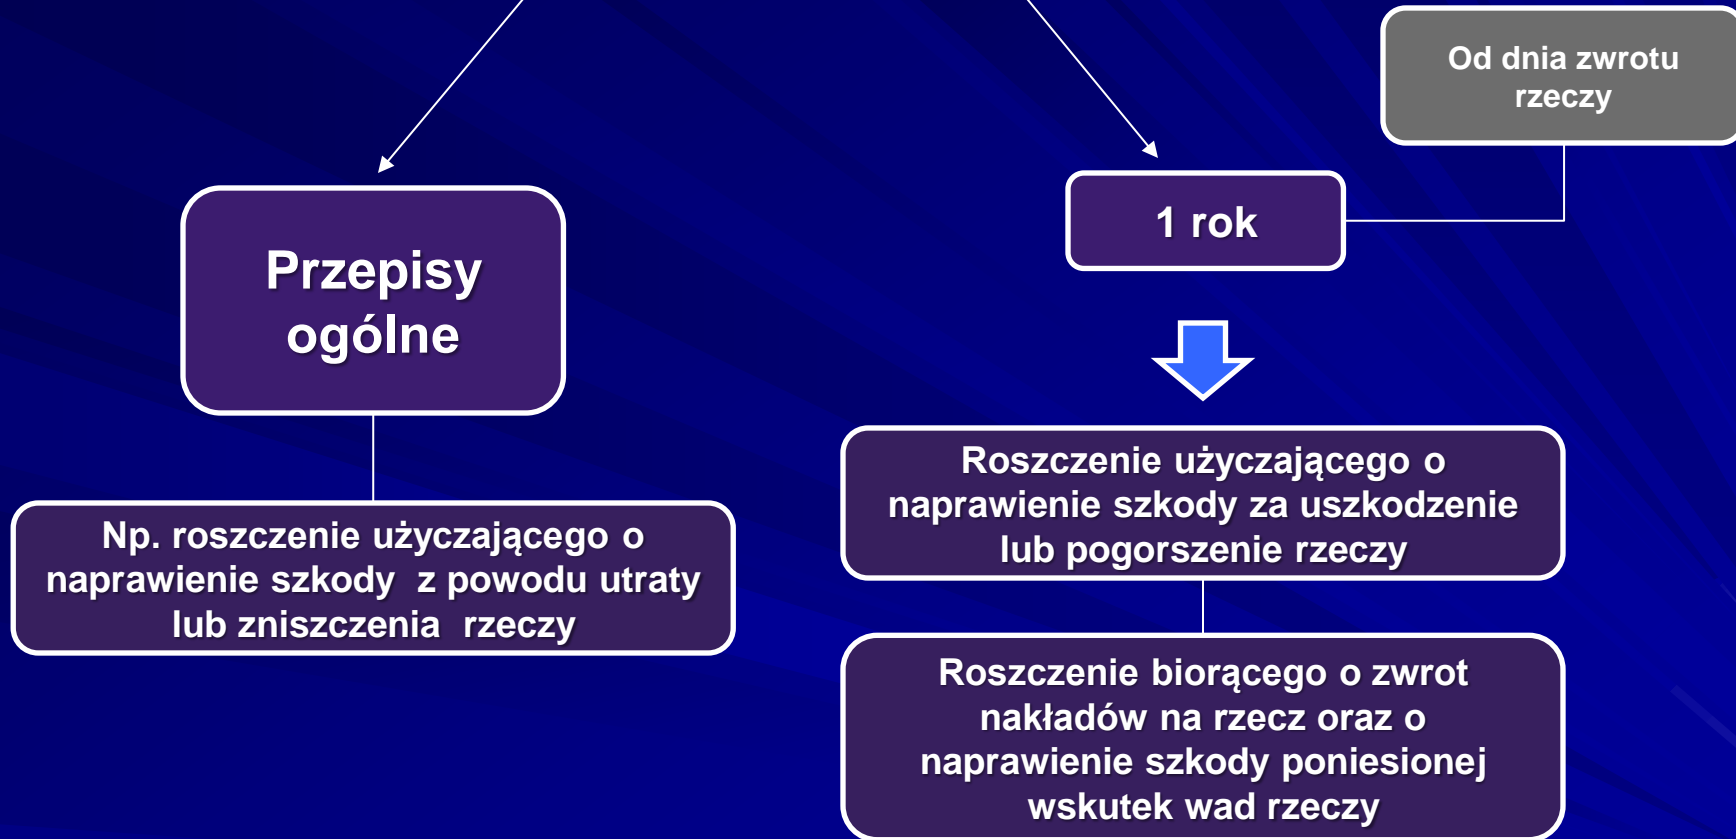 Od dnia zwrotu
rzeczy
1 rok
Przepisy
ogólne
Np. roszczenie użyczającego o
naprawienie szkody z powodu utraty
lub zniszczenia rzeczy
Roszczenie użyczającego o
naprawienie szkody za uszkodzenie
lub pogorszenie rzeczy
Roszczenie biorącego o zwrot
nakładów na rzecz oraz o
naprawienie szkody poniesionej
wskutek wad rzeczy